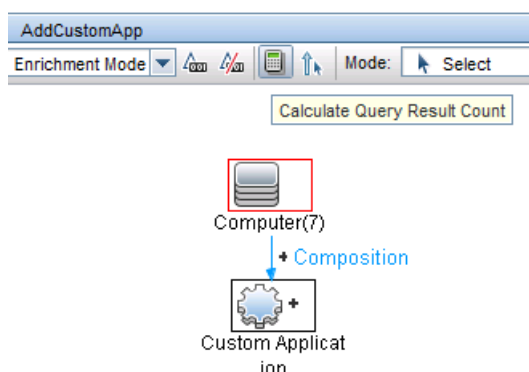 AddCustomApp
Enrichment Mode Mode: Select
Calculate Query Result Count
Computer(7)
+ Composition
+
Custom Applicat
ion